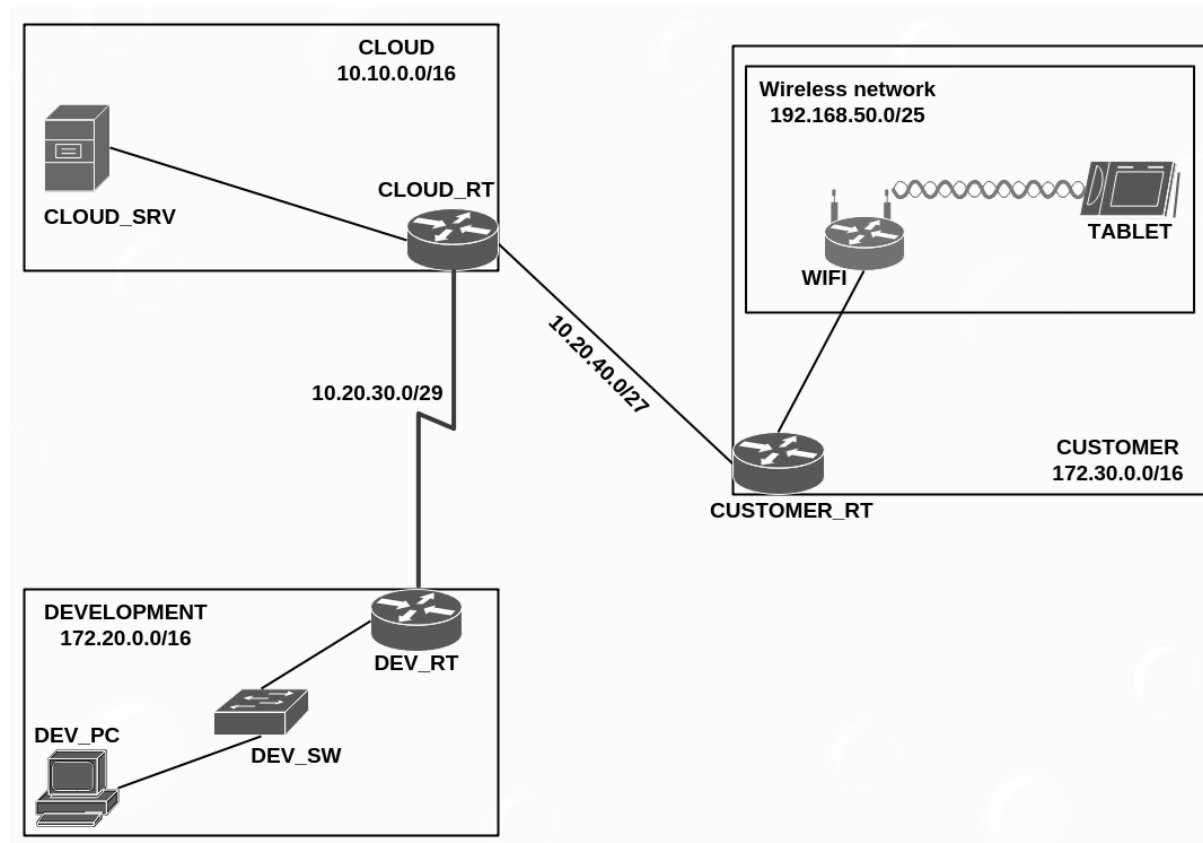 CLOUD
10.10.0.0/16
CLOUD_SRV
CLOUD_RT
Wireless network
192.168.50.0/25
TABLET
WIFI
10.20.30.0/29
10.20.40.0/27
CUSTOMER
172.30.0.0/16
CUSTOMER_RT
DEVELOPMENT
172.20.0.0/16
DEV_RT
DEV_PC
DEV_SW